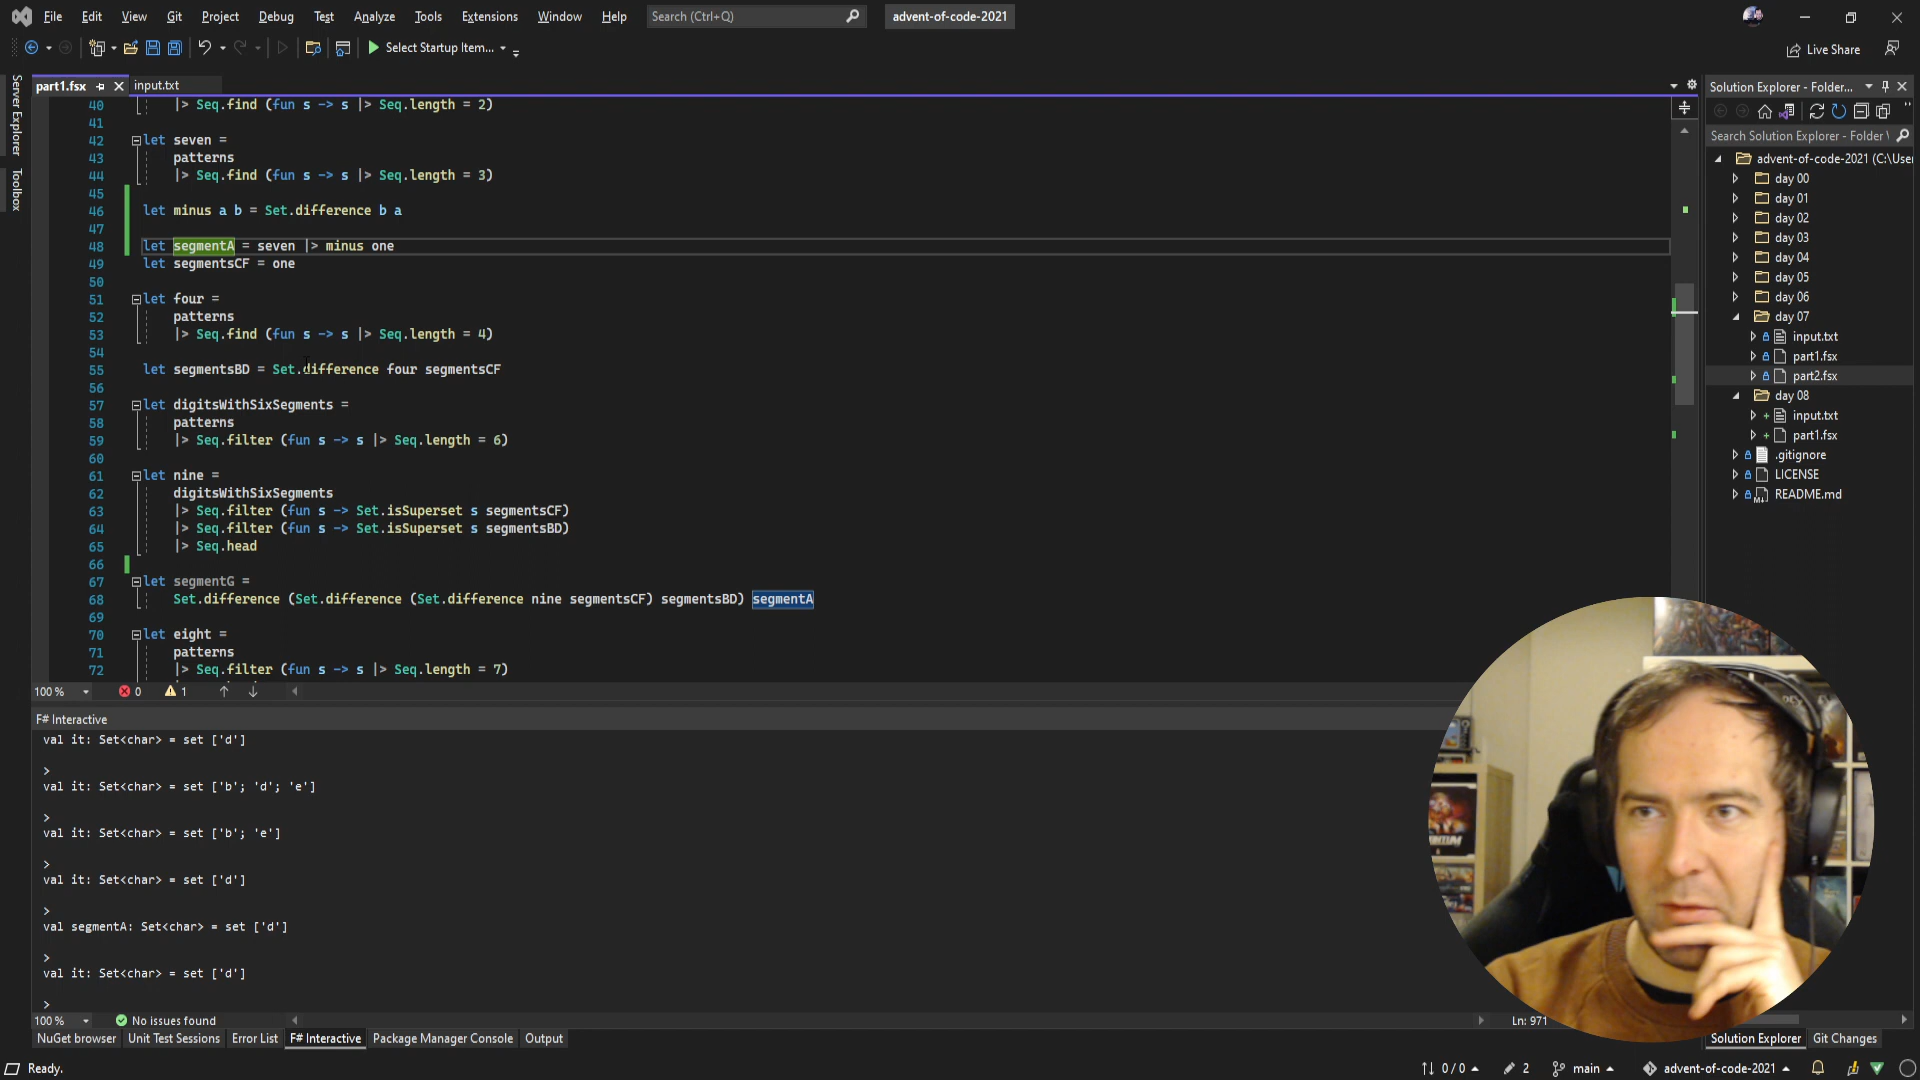 File Edit View Git Project Debug Test Analyze Tools Extensions Window Help Search (Ctrl+Q) advent-of-code-2021
Select Startup Item... Live Share
Server Explorer
Toolbox
part1.fsx input.txt
40 |> Seq.find (fun s -> s |> Seq.length = 2)
41
42 let seven =
43 patterns
44 |> Seq.find (fun s -> s |> Seq.length = 3)
45
46 let minus a b = Set.difference b a
47
48 let segmentA = seven |> minus one
49 let segmentsCF = one
50
51 let four =
52 patterns
53 |> Seq.find (fun s -> s |> Seq.length = 4)
54
55 let segmentsBD = Set.difference four segmentsCF
56
57 let digitsWithSixSegments =
58 patterns
59 |> Seq.filter (fun s -> s |> Seq.length = 6)
60
61 let nine =
62 digitsWithSixSegments
63 |> Seq.filter (fun s -> Set.isSuperset s segmentsCF)
64 |> Seq.filter (fun s -> Set.isSuperset s segmentsBD)
65 |> Seq.head
66
67 let segmentG =
68 Set.difference (Set.difference (Set.difference nine segmentsCF) segmentsBD) segmentA
69
70 let eight =
71 patterns
72 |> Seq.filter (fun s -> s |> Seq.length = 7)
100 % 0 1
F# Interactive
val it: Set<char> = set ['d']
>
val it: Set<char> = set ['b'; 'd'; 'e']
>
val it: Set<char> = set ['b'; 'e']
>
val it: Set<char> = set ['d']
>
val segmentA: Set<char> = set ['d']
>
val it: Set<char> = set ['d']
>
100 % No issues found Ln: 971
NuGet browser Unit Test Sessions Error List F# Interactive Package Manager Console Output
Solution Explorer - Folder...
Search Solution Explorer - Folder
advent-of-code-2021 (C:\User
day 00
day 01
day 02
day 03
day 04
day 05
day 06
day 07
input.txt
part1.fsx
part2.fsx
day 08
input.txt
part1.fsx
.gitignore
LICENSE
README.md
Solution Explorer Git Changes
Ready. 0 / 0 2 main advent-of-code-2021